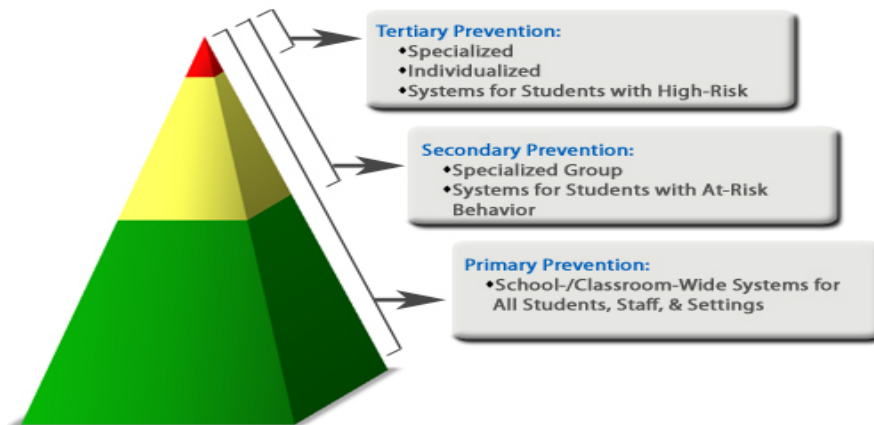 Tertiary Prevention:
◆Specialized
◆Individualized
◆Systems for Students with High-Risk
Secondary Prevention:
◆Specialized Group
◆Systems for Students with At-Risk
Behavior
Primary Prevention:
◆School-/Classroom-Wide Systems for
All Students, Staff, & Settings